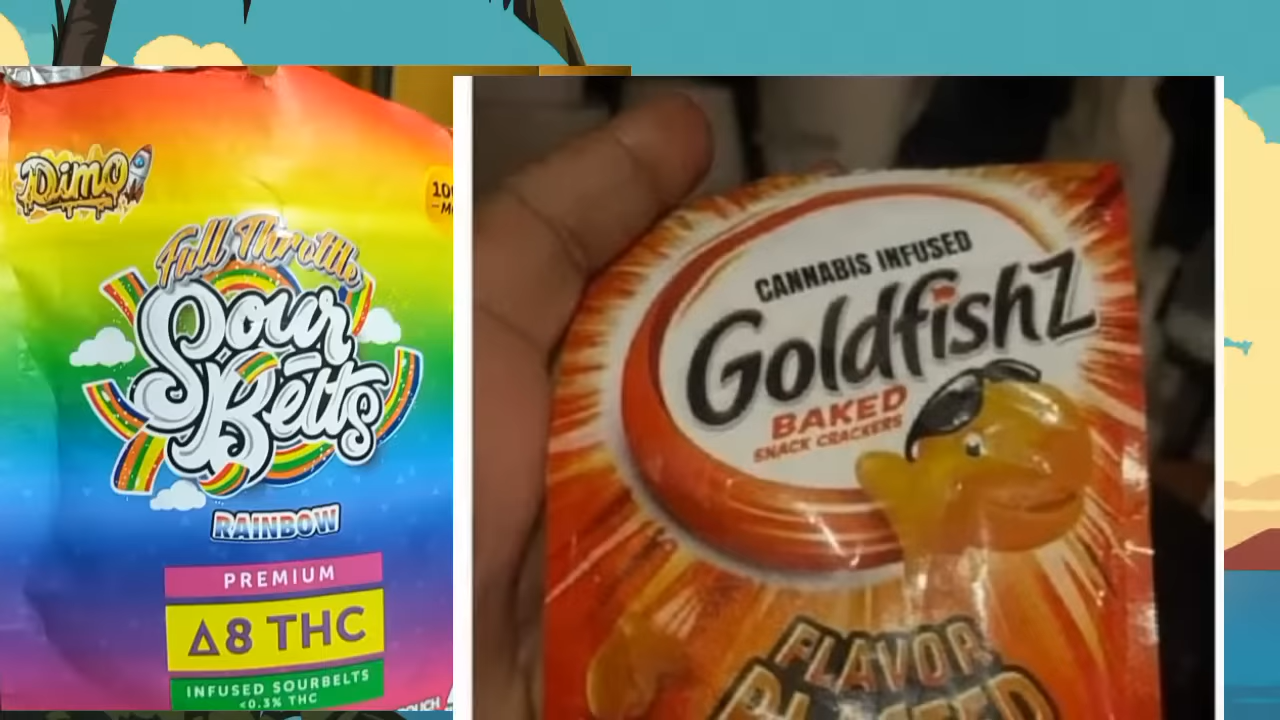 Dimo
Full Throttle
Sour
Belts
RAINBOW
PREMIUM
Δ8 THC
INFUSED SOURBELTS
<0.3% THC
CANNABIS INFUSED
GoldfishZ
BAKED
SNACK CRACKERS
FLAVOR
BLASTED